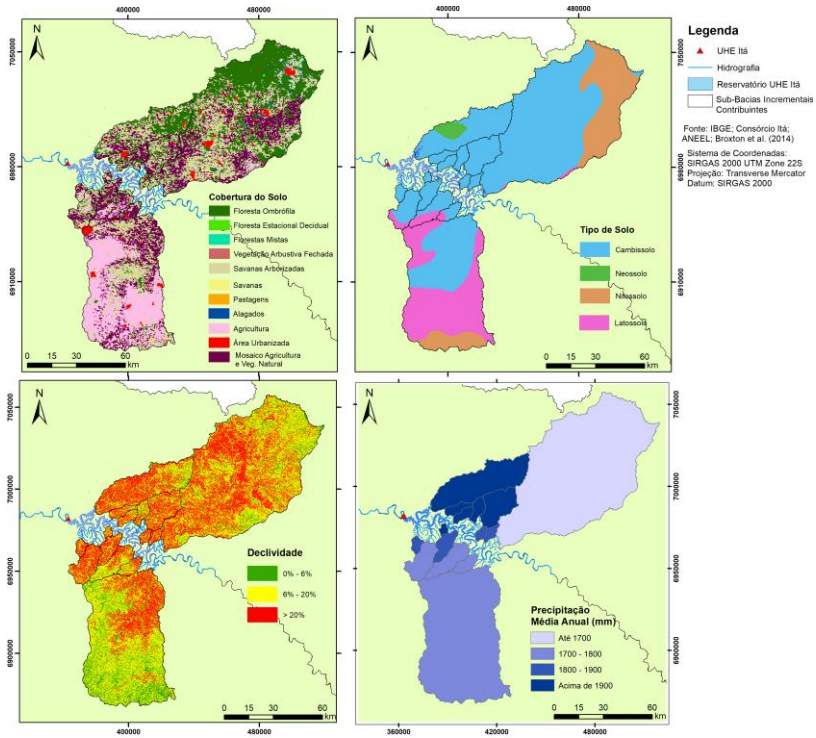 400000
480000
7050000
6980000
6910000
N
Cobertura do Solo
Floresta Ombrófila
Floresta Estacional Decidual
Florestas Mistas
Vegetação Arbustiva Fechada
Savanas Arborizadas
Savanas
Pastagens
Alagados
Agricultura
Área Urbanizada
Mosaico Agricultura
e Veg. Natural
0 15 30 60
km
400000
480000
7050000
6980000
6910000
N
Tipo de Solo
Cambissolo
Neossolo
Nitossolo
Latossolo
0 15 30 60
km
Legenda
UHE Itá
Hidrografia
Reservatório UHE Itá
Sub-Bacias Incrementais
Contribuintes
Fonte: IBGE; Consórcio Itá;
ANEEL; Broxton et al. (2014)
Sistema de Coordenadas:
SIRGAS 2000 UTM Zone 22S
Projeção: Transverse Mercator
Datum: SIRGAS 2000
N
7050000
7000000
6950000
6900000
Declividade
0% - 6%
6% - 20%
> 20%
0 15 30 60
km
400000
480000
N
7050000
7000000
6950000
6900000
Precipitação
Média Anual (mm)
Até 1700
1700 - 1800
1800 - 1900
Acima de 1900
0 15 30 60
km
360000
420000
480000